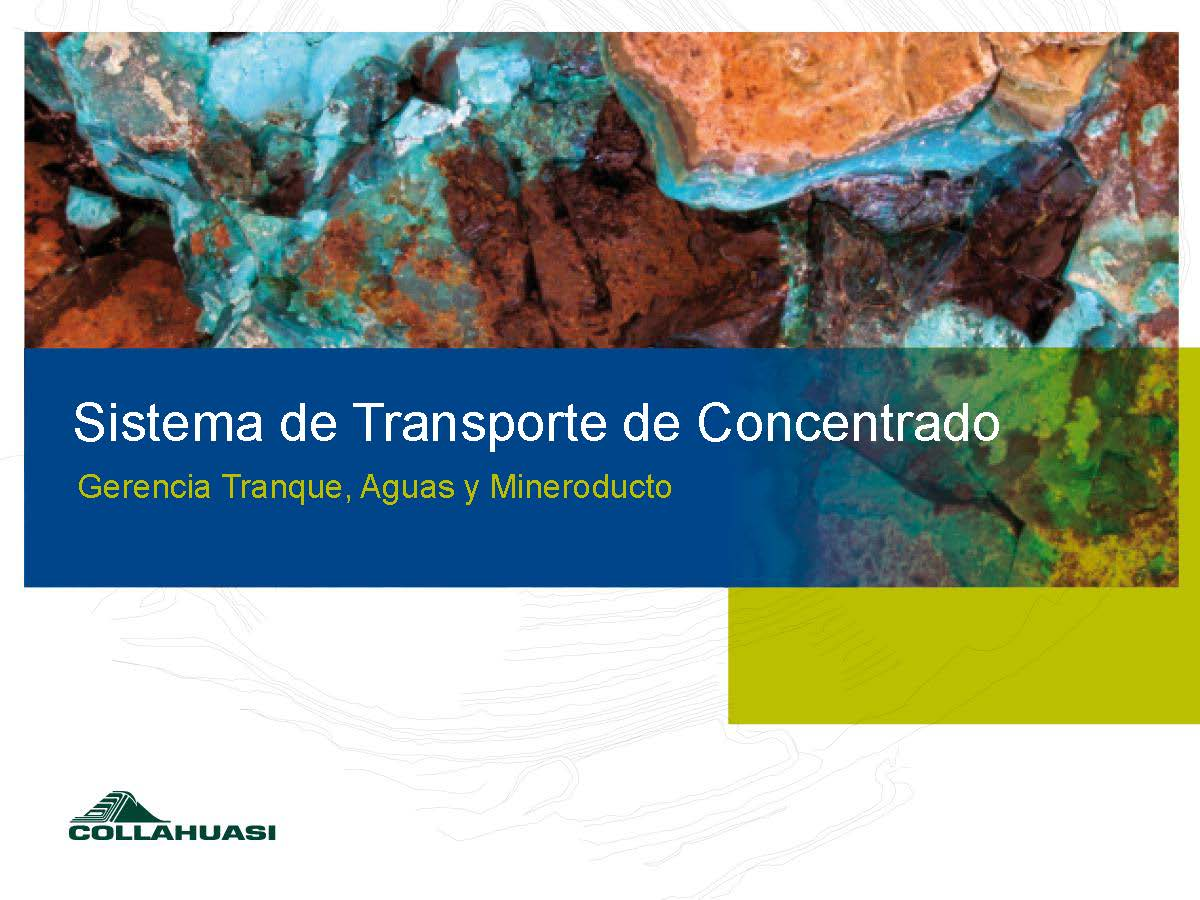 Sistema de Transporte de Concentrado
Gerencia Tranque, Aguas y Mineroducto
COLLAHUASI